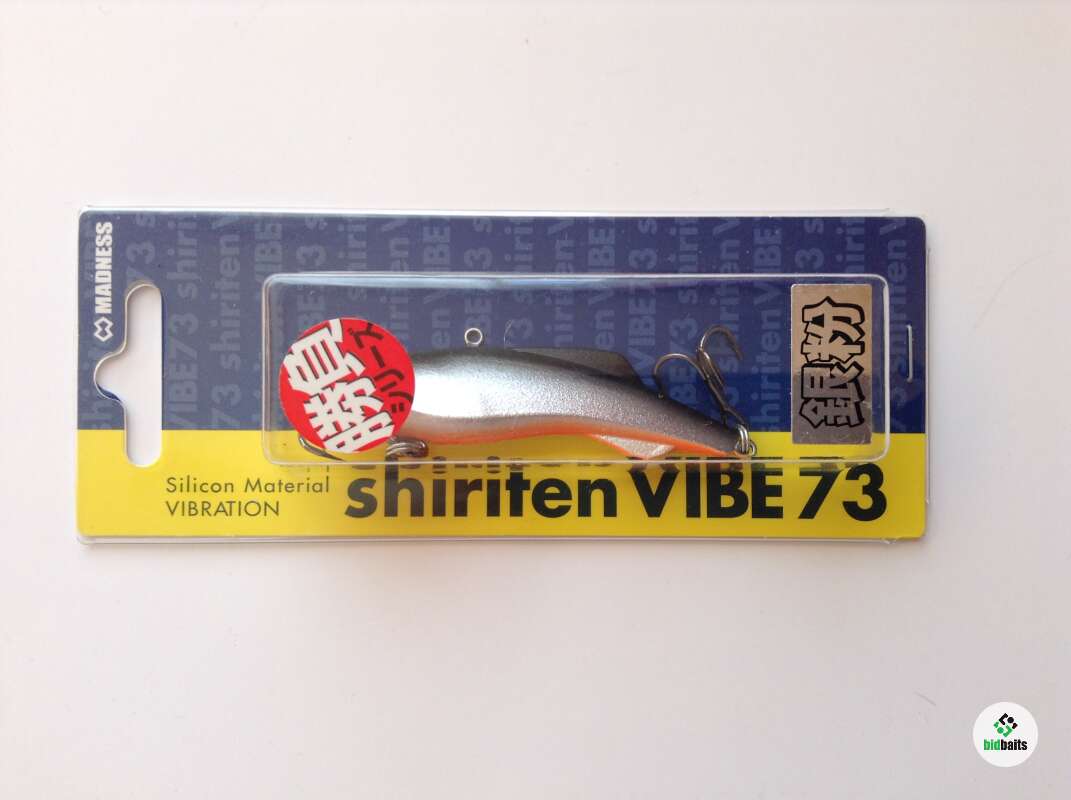 MADNESS
勝負
シリーズ
銀粉
Silicon Material
VIBRATION
shiriten VIBE 73
bidbaits